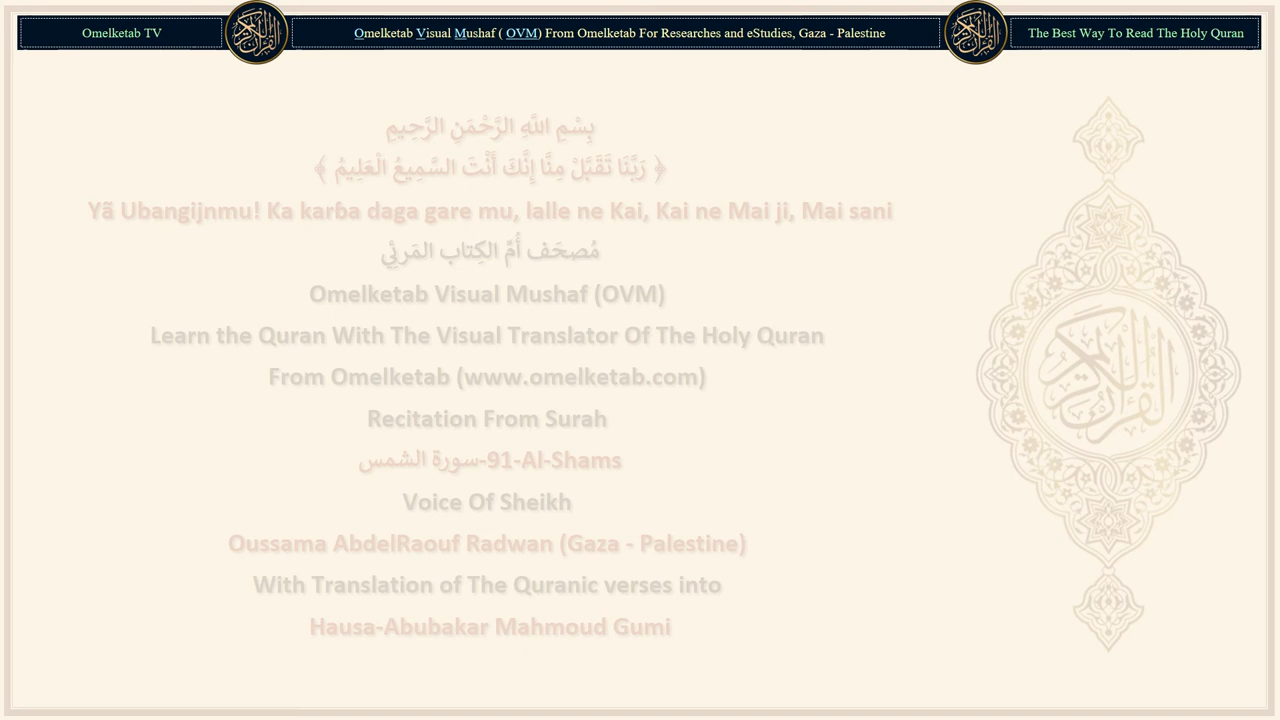 Omelketab TV
Omelketab Visual Mushaf ( OVM) From Omelketab For Researches and eStudies, Gaza - Palestine
The Best Way To Read The Holy Quran
بِسْمِ اللَّهِ الرَّحْمَنِ الرَّحِيمِ
﴿ رَبَّنَا تَقَبَّلْ مِنَّا إِنَّكَ أَنْتَ السَّمِيعُ الْعَلِيمُ ﴾
Yã Ubangijnmu! Ka karɓa daga gare mu, lalle ne Kai, Kai ne Mai ji, Mai sani
مُصحَف أُمِّ الكِتاب المَرئِي
Omelketab Visual Mushaf (OVM)
Learn the Quran With The Visual Translator Of The Holy Quran
From Omelketab (www.omelketab.com)
Recitation From Surah
سورة الشمس-91-Al-Shams
Voice Of Sheikh
Oussama AbdelRaouf Radwan (Gaza - Palestine)
With Translation of The Quranic verses into
Hausa-Abubakar Mahmoud Gumi
القرآن الكريم